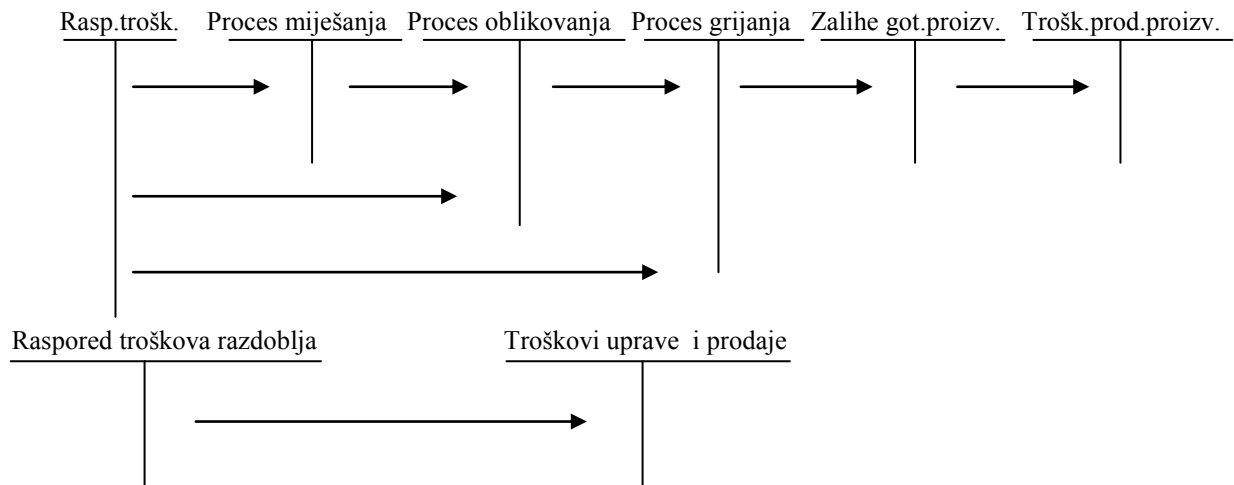 Rasp.trošk. Proces miješanja Proces oblikovanja Proces grijanja Zalihe got.proizv. Trošk.prod.proizv.
Raspored troškova razdoblja Troškovi uprave i prodaje